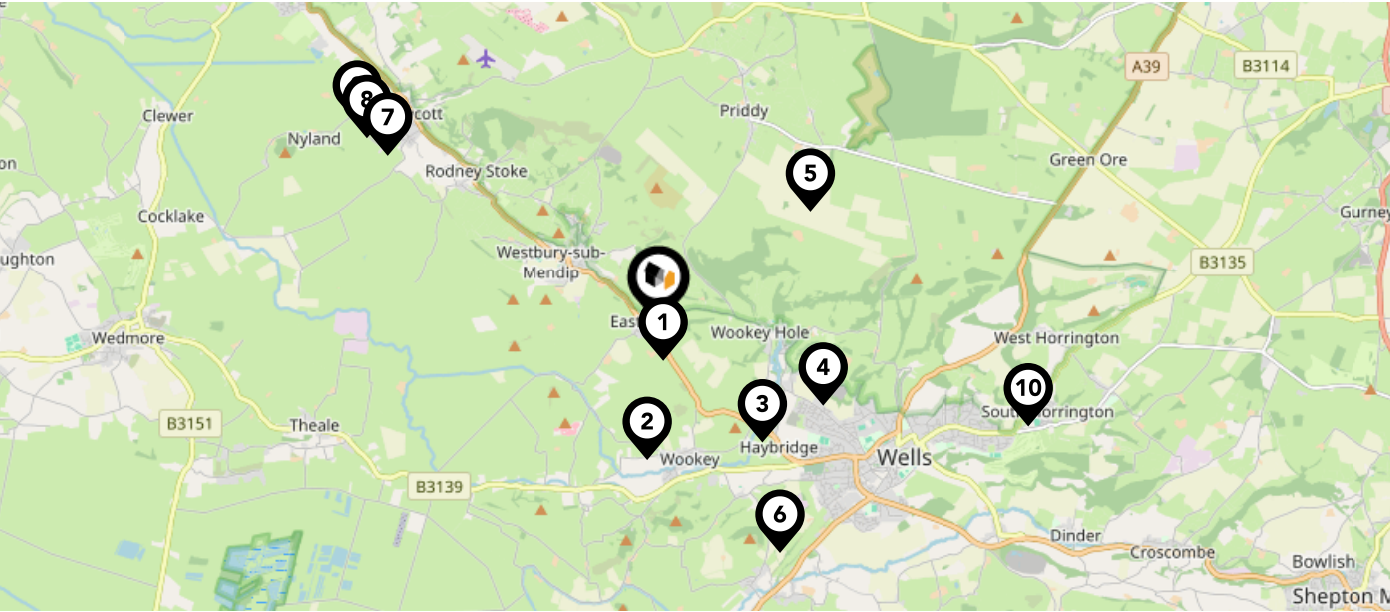 A39
B3114
Clewer
8
7
cott
Priddy
Nyland
Green Ore
Rodney Stoke
5
Cocklake
Gurney
ughton
Westbury-sub-
Mendip
B3135
East
1
Wookey Hole
Wedmore
West Horrington
4
10
3
South Horrington
2
B3151
Theale
Haybridge
Wookey
Wells
B3139
6
Dinder
Croscombe
Bowlish
Shepton M